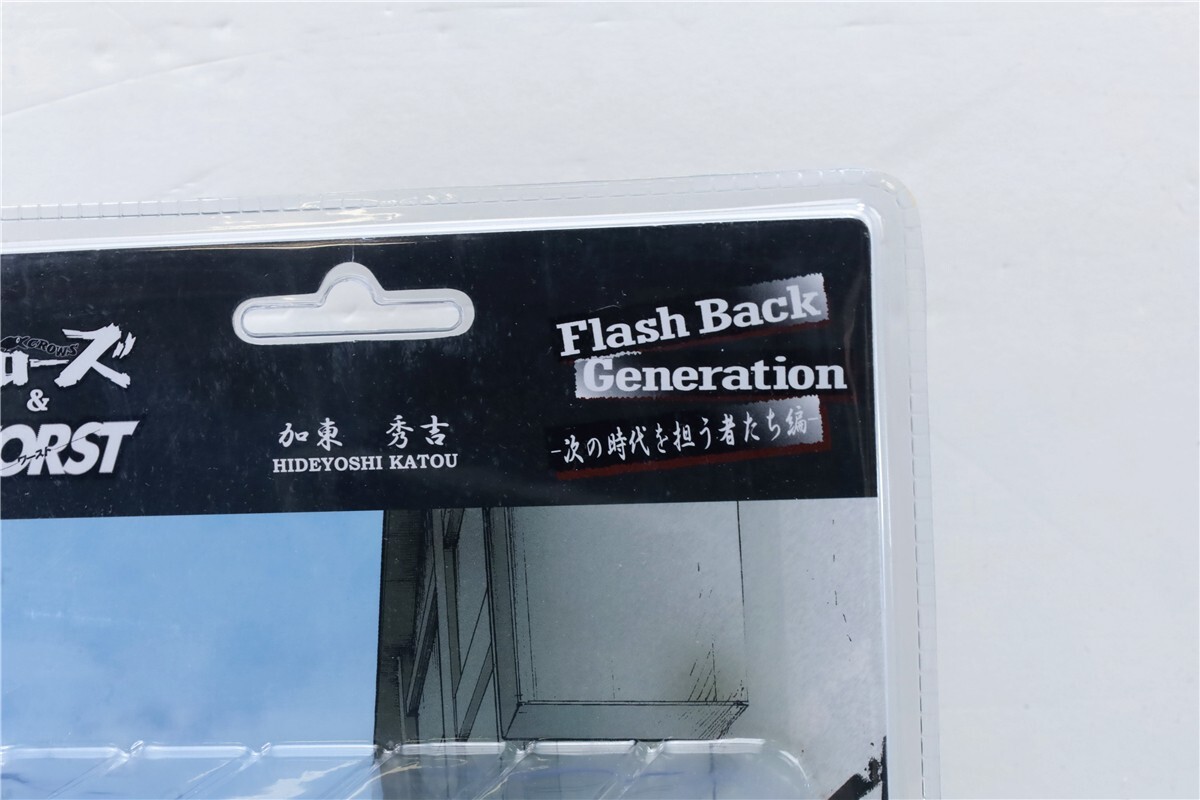 CROWS
ローズ
&
ORST
ワースト
加東 秀吉
HIDEYOSHI KATOU
Flash Back
Generation
-次の時代を担う者たち編-